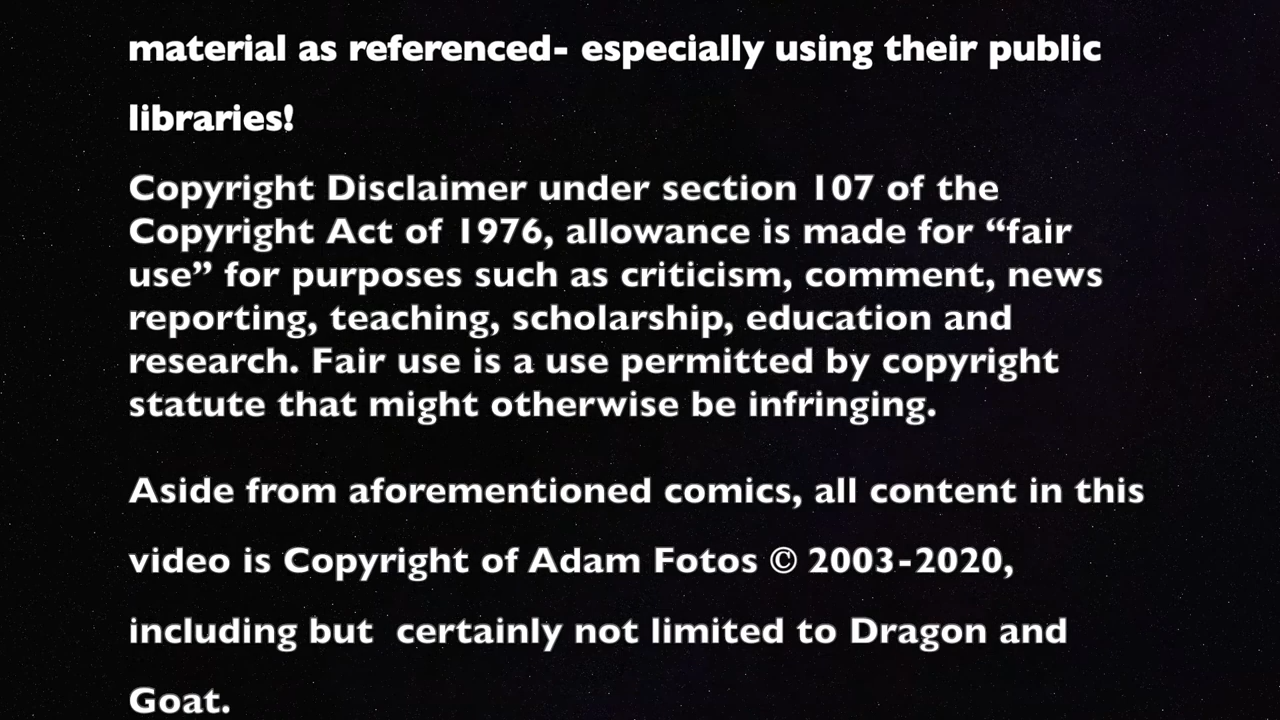 material as referenced- especially using their public
libraries!
Copyright Disclaimer under section 107 of the
Copyright Act of 1976, allowance is made for “fair
use” for purposes such as criticism, comment, news
reporting, teaching, scholarship, education and
research. Fair use is a use permitted by copyright
statute that might otherwise be infringing.
Aside from aforementioned comics, all content in this
video is Copyright of Adam Fotos © 2003-2020,
including but  certainly not limited to Dragon and
Goat.